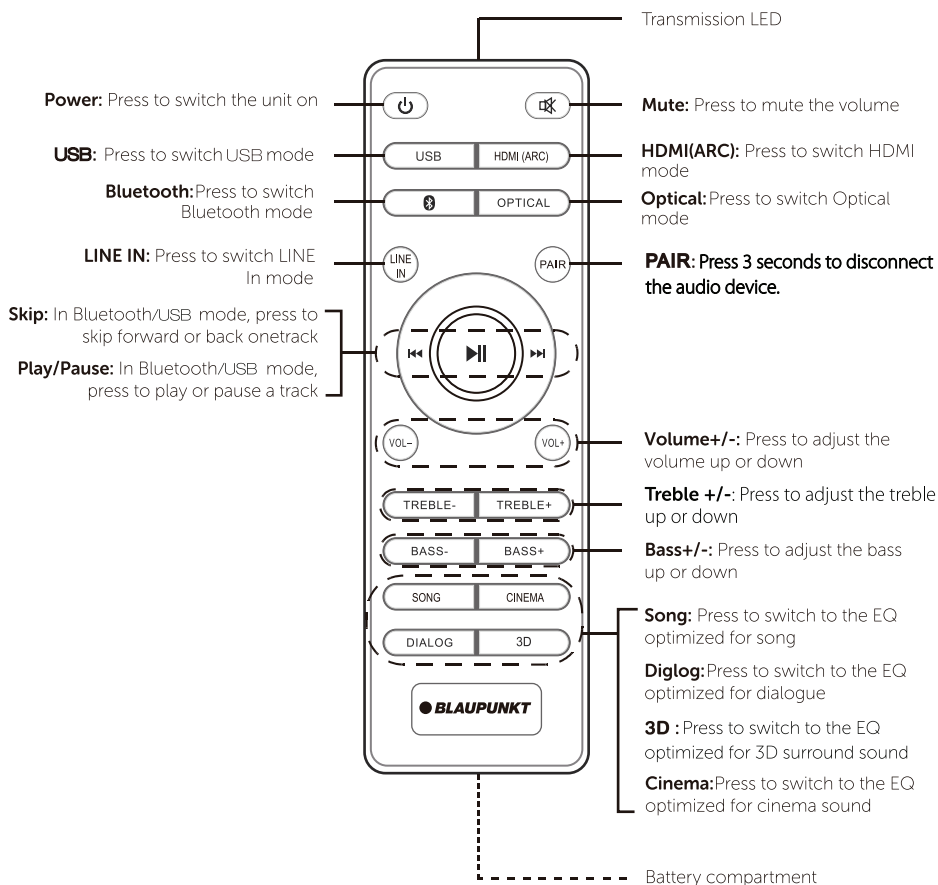 Transmission LED
Power: Press to switch the unit on
USB: Press to switch USB mode
Bluetooth:Press to switch
Bluetooth mode
LINE IN: Press to switch LINE
In mode
Skip: In Bluetooth/USB mode, press to
skip forward or back onetrack
Play/Pause: In Bluetooth/USB mode,
press to play or pause a track
USB
HDMI (ARC)
OPTICAL
LINE
IN
PAIR
VOL-
VOL+
TREBLE-
TREBLE+
BASS-
BASS+
SONG
CINEMA
DIALOG
3D
BLAUPUNKT
Mute: Press to mute the volume
HDMI(ARC): Press to switch HDMI
mode
Optical:Press to switch Optical
mode
PAIR: Press 3 seconds to disconnect
the audio device.
Volume+/-: Press to adjust the
volume up or down
Treble +/-: Press to adjust the treble
up or down
Bass+/-: Press to adjust the bass
up or down
Song: Press to switch to the EQ
optimized for song
Diglog:Press to switch to the EQ
optimized for dialogue
3D :Press to switch to the EQ
optimized for 3D surround sound
Cinema:Press to switch to the EQ
optimized for cinema sound
Battery compartment